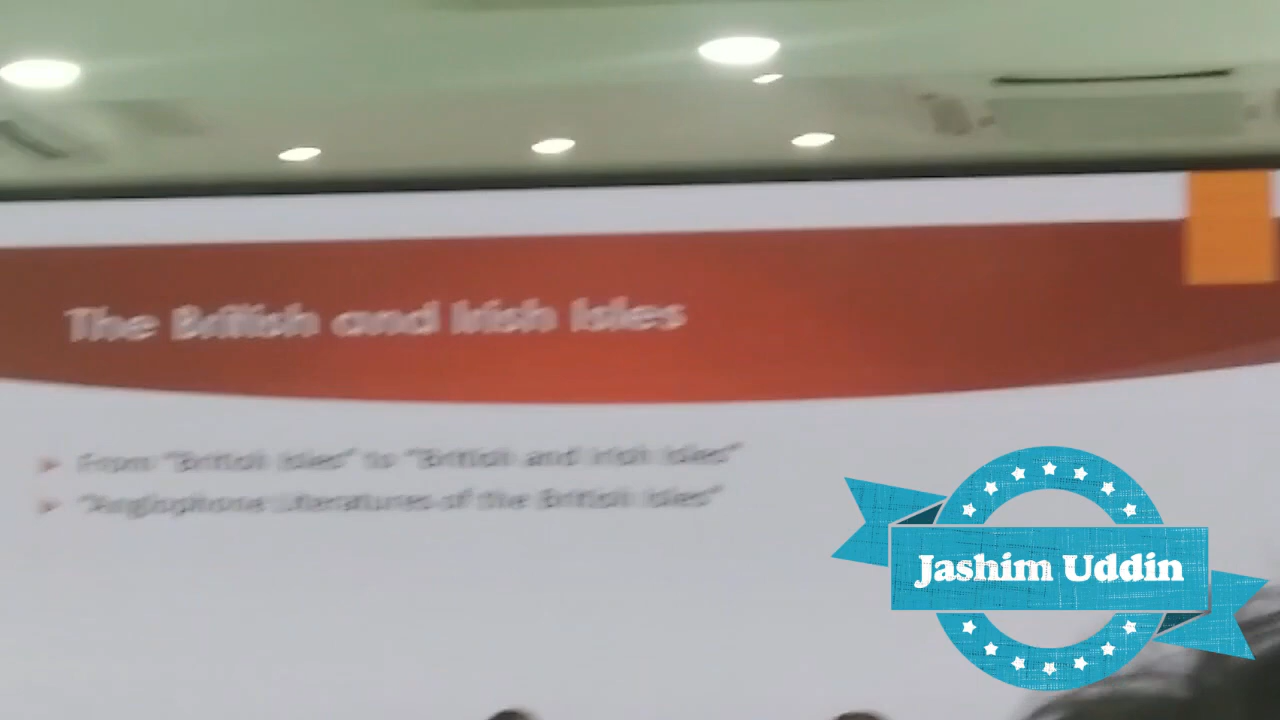 The British and Irish Isles
From "British Isles" to "British and Irish Isles"
"Anglophone Literatures of the British Isles"
Jashim Uddin